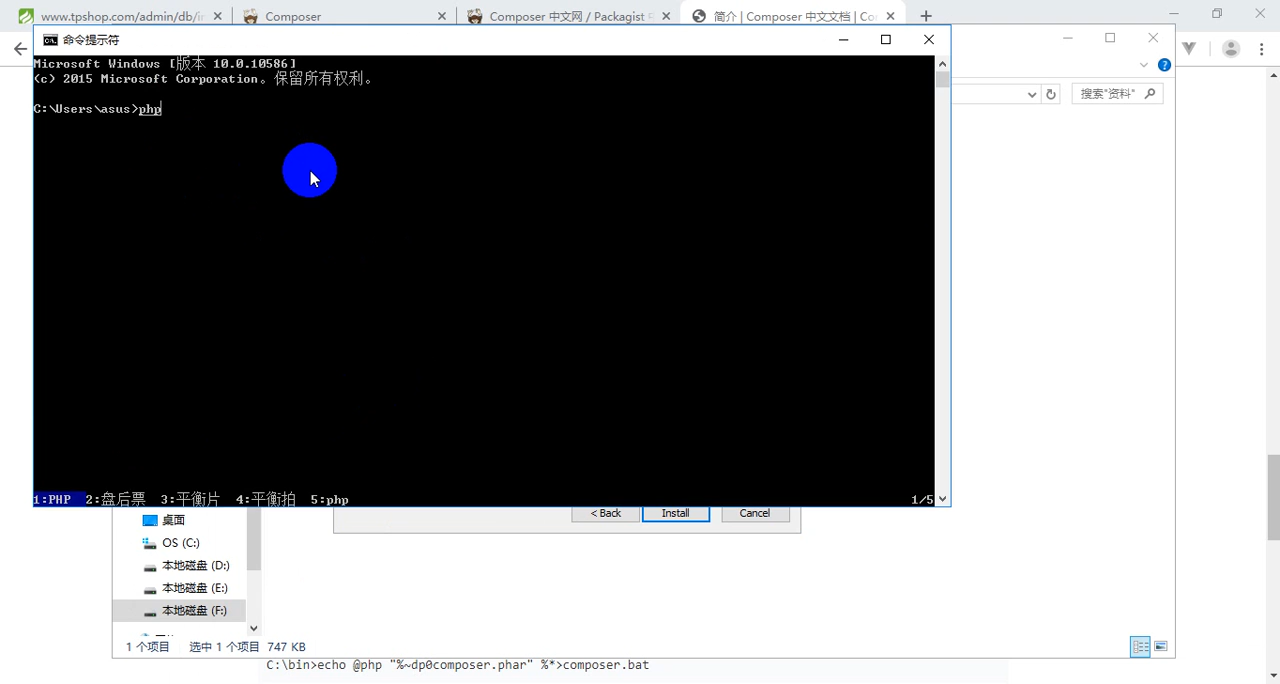 www.tpshop.com/admin/db/in
Composer
Composer 中文网 / Packagist
简介 | Composer 中文文档 | Co
命令提示符
Microsoft Windows [版本 10.0.10586]
(c) 2015 Microsoft Corporation。保留所有权利。
C:\Users\asus>php
搜索"资料"
1:PHP 2:盘后票 3:平衡片 4:平衡拍 5:php 1/5
< Back Install Cancel
桌面
OS (C:)
本地磁盘 (D:)
本地磁盘 (E:)
本地磁盘 (F:)
1 个项目 选中 1 个项目 747 KB
C:\bin>echo @php "%~dp0composer.phar" %*>composer.bat